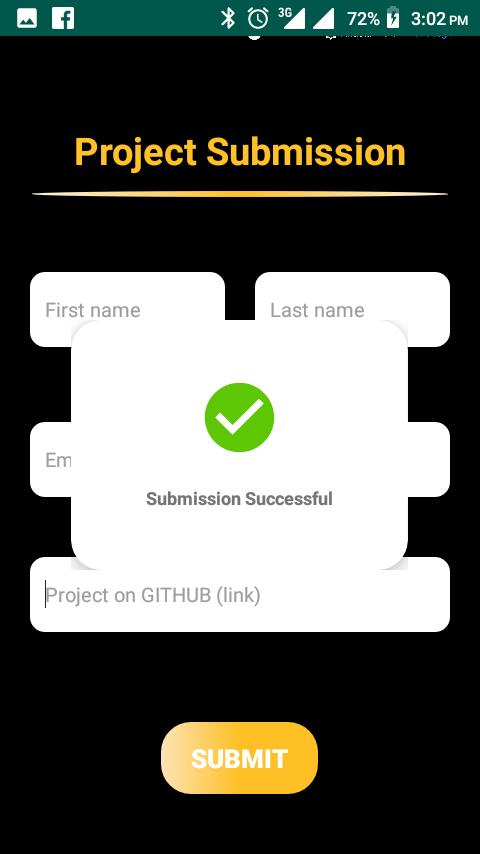 3G
72%
3:02 PM
Project Submission
First name
Last name
Em
Submission Successful
Project on GITHUB (link)
SUBMIT